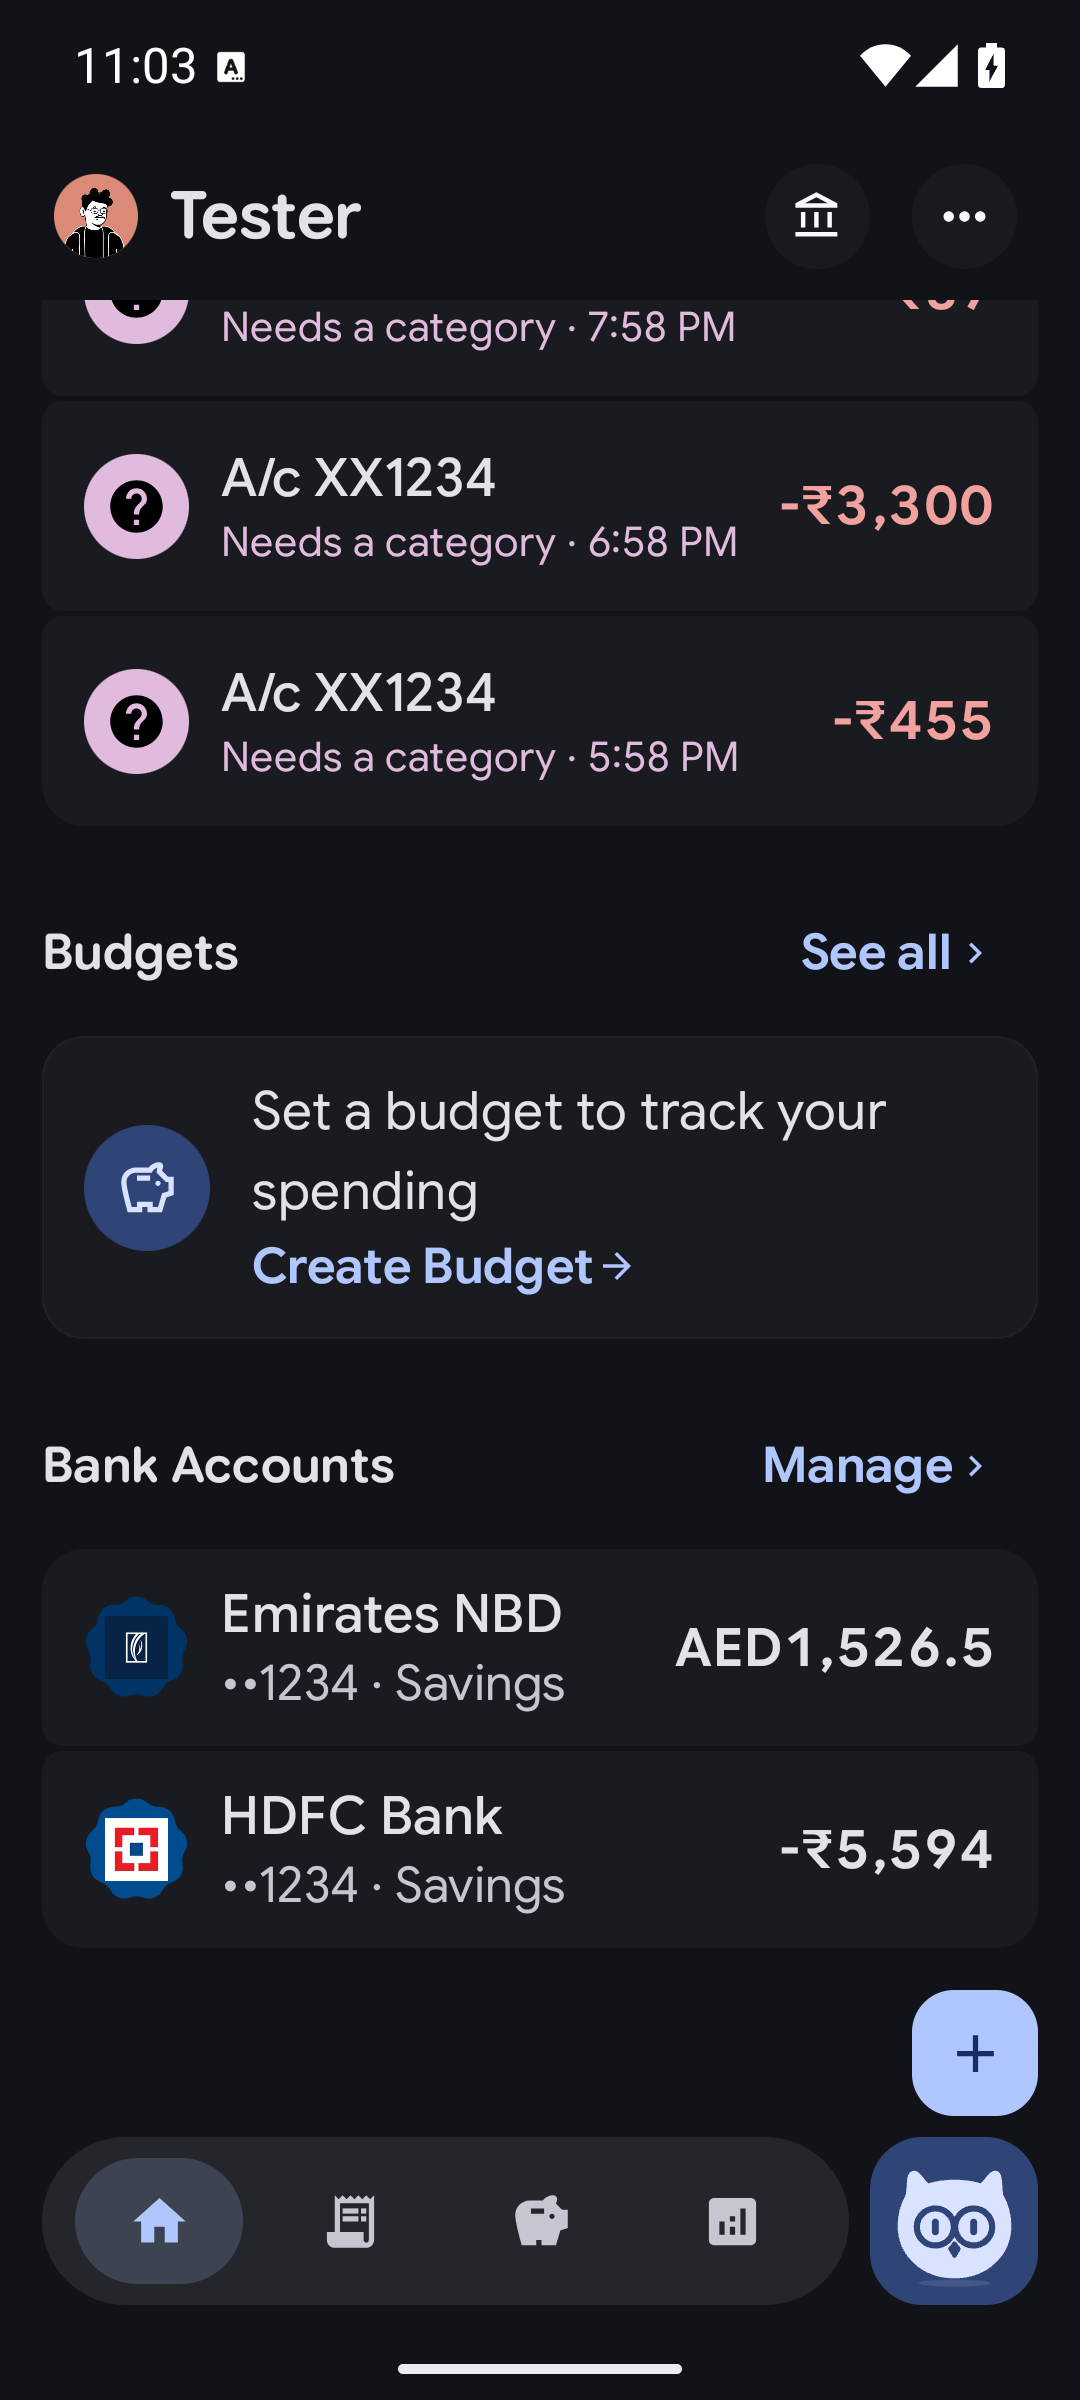 11:03
Tester
Needs a category · 7:58 PM
A/c XX1234
-₹3,300
Needs a category · 6:58 PM
A/c XX1234
-₹455
Needs a category · 5:58 PM
Budgets
See all
Set a budget to track your
spending
Create Budget
Bank Accounts
Manage
Emirates NBD
AED1,526.5
••1234 · Savings
HDFC Bank
-₹5,594
••1234 · Savings